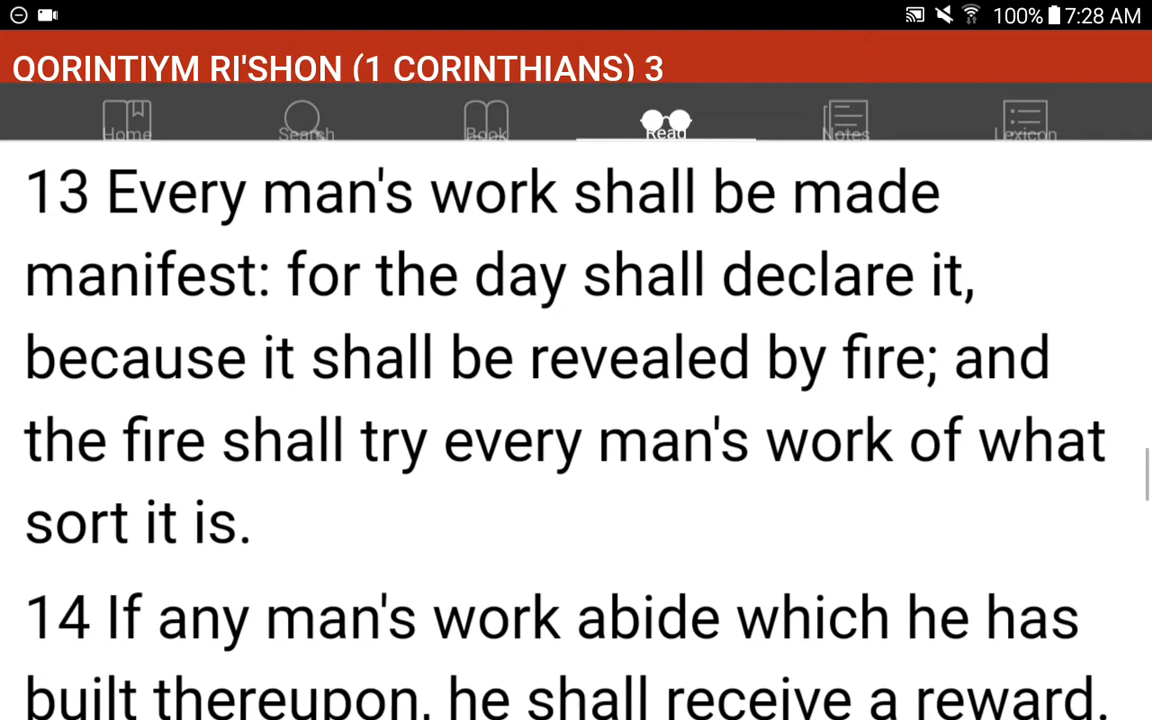 100% 7:28 AM
QORINTIYM RI'SHON (1 CORINTHIANS) 3
Home Search Book Read Notes Lexicon
13 Every man's work shall be made
manifest: for the day shall declare it,
because it shall be revealed by fire; and
the fire shall try every man's work of what
sort it is.
14 If any man's work abide which he has
built thereupon, he shall receive a reward.